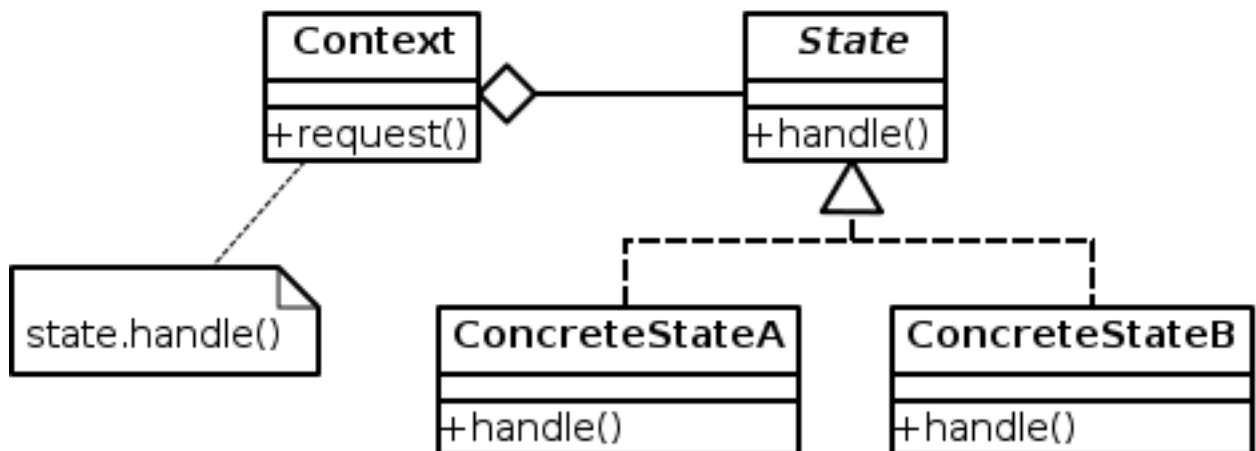 Context
+request()
State
+handle()
state.handle()
ConcreteStateA
+handle()
ConcreteStateB
+handle()